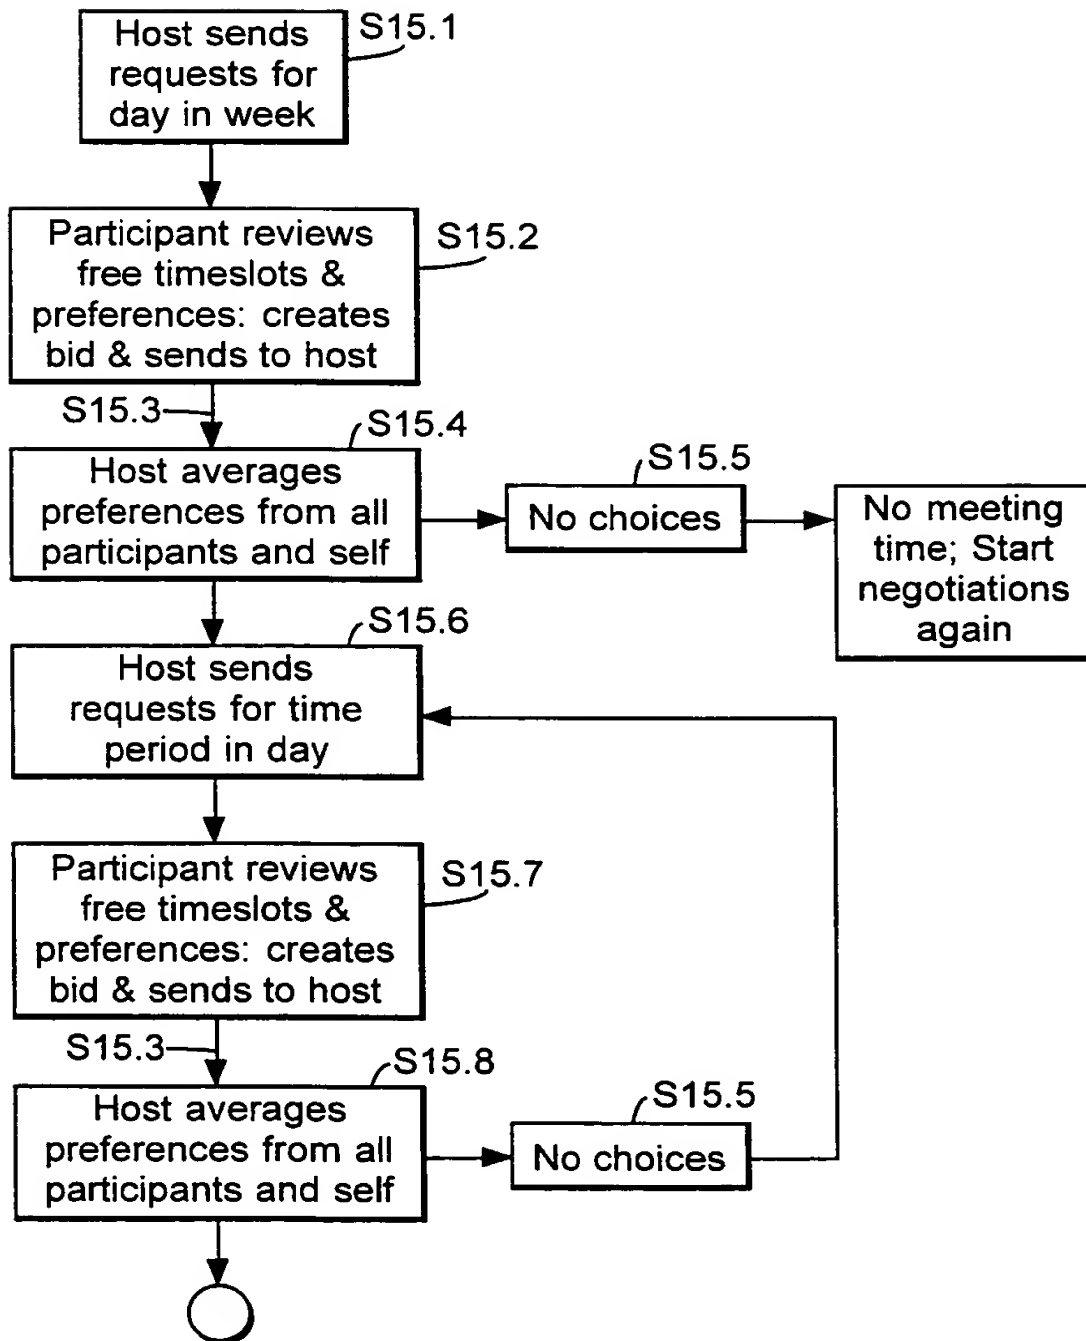 Host sends
requests for
day in week
S15.1
Participant reviews
free timeslots &
preferences: creates
bid & sends to host
S15.2
S15.3
Host averages
preferences from all
participants and self
S15.4
No choices
S15.5
No meeting
time; Start
negotiations
again
Host sends
requests for time
period in day
S15.6
Participant reviews
free timeslots &
preferences: creates
bid & sends to host
S15.7
S15.3
Host averages
preferences from all
participants and self
S15.8
No choices
S15.5